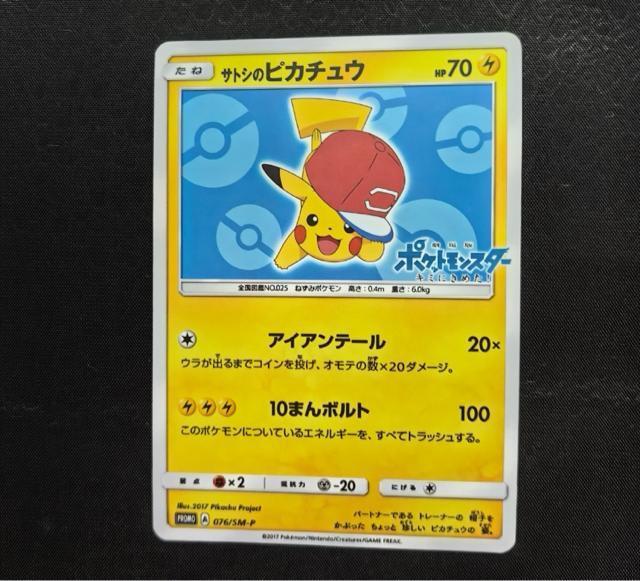 たね サトシのピカチュウ HP70
ポケットモンスター
キミにきめた!
全国図鑑NO.025 ねずみポケモン 高さ:0.4m 重さ:6.0kg
アイアンテール 20×
ウラが出るまでコインを投げ、オモテの数×20ダメージ。
10まんボルト 100
このポケモンについているエネルギーを、すべてトラッシュする。
弱点 ×2 抵抗力 -20 にげる
illus.2017 Pikachu Project
PROMO A 076/SM-P
パートナーである トレーナーの 帽子を
かぶった ちょっと 珍しい ピカチュウの 姿。
©2017 Pokémon/Nintendo/Creatures/GAME FREAK.